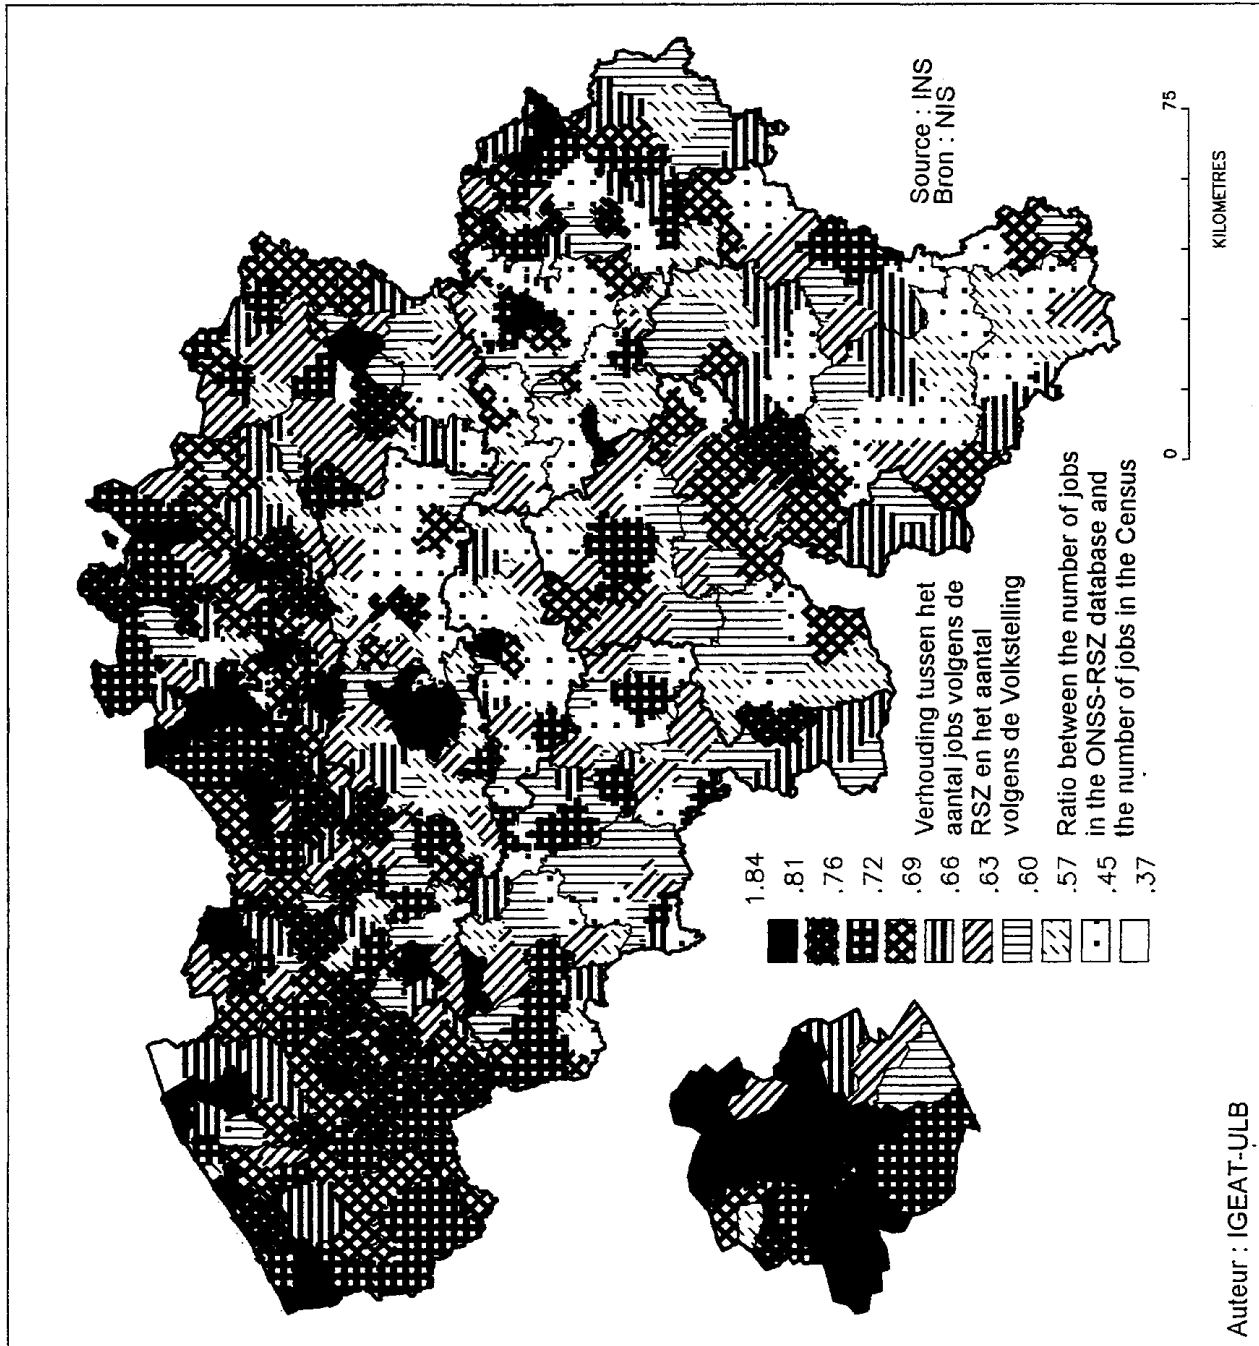 Source : INS
Bron : NIS
0
75
KILOMETRES
1.84
.81
.76
.72
.69
.66
.63
.60
.57
.45
.37
Verhouding tussen het
aantal jobs volgens de
RSZ en het aantal
volgens de Volkstelling
Ratio between the number of jobs
in the ONSS-RSZ database and
the number of jobs in the Census
Auteur : IGEAT-ULB